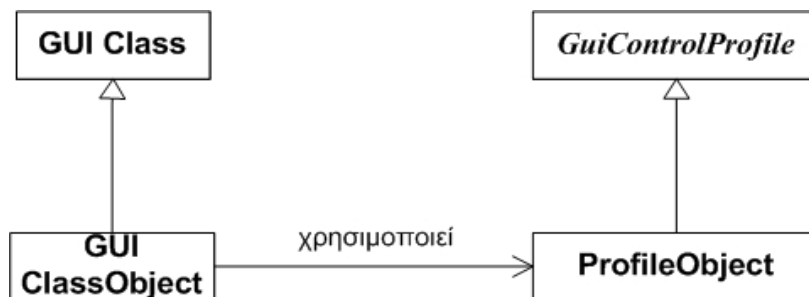 GUI Class
GuiControlProfile
χρησιμοποιεί
GUI
ClassObject
ProfileObject